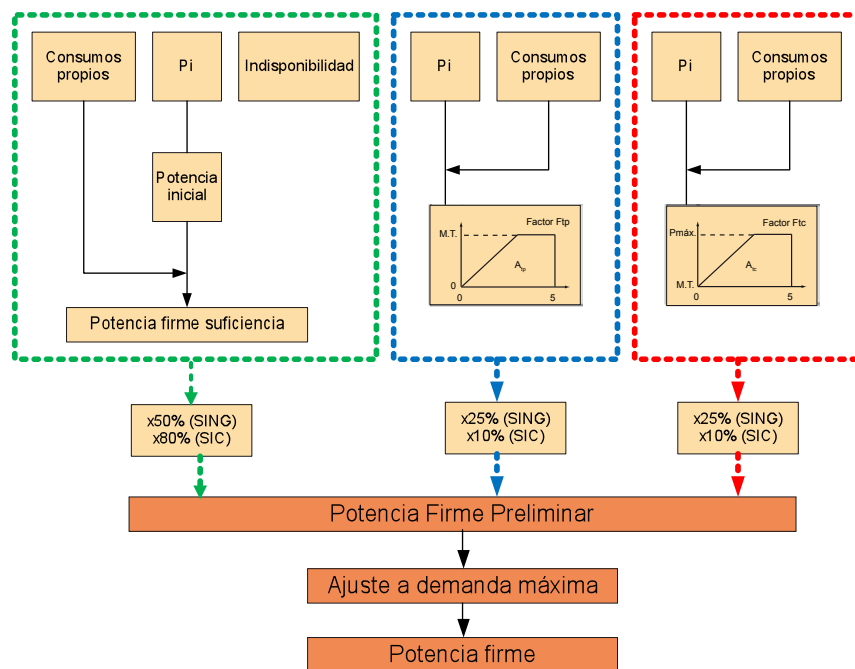 Consumos
propios
Pi
Indisponibilidad
Potencia
inicial
Potencia firme suficiencia
Pi
Consumos
propios
Factor Ftp
M.T.
Atp
0
0
5
Pi
Consumos
propios
Factor Ftc
Pmáx.
Atc
M.T.
0
5
x50% (SING)
x80% (SIC)
x25% (SING)
x10% (SIC)
x25% (SING)
x10% (SIC)
Potencia Firme Preliminar
Ajuste a demanda máxima
Potencia firme